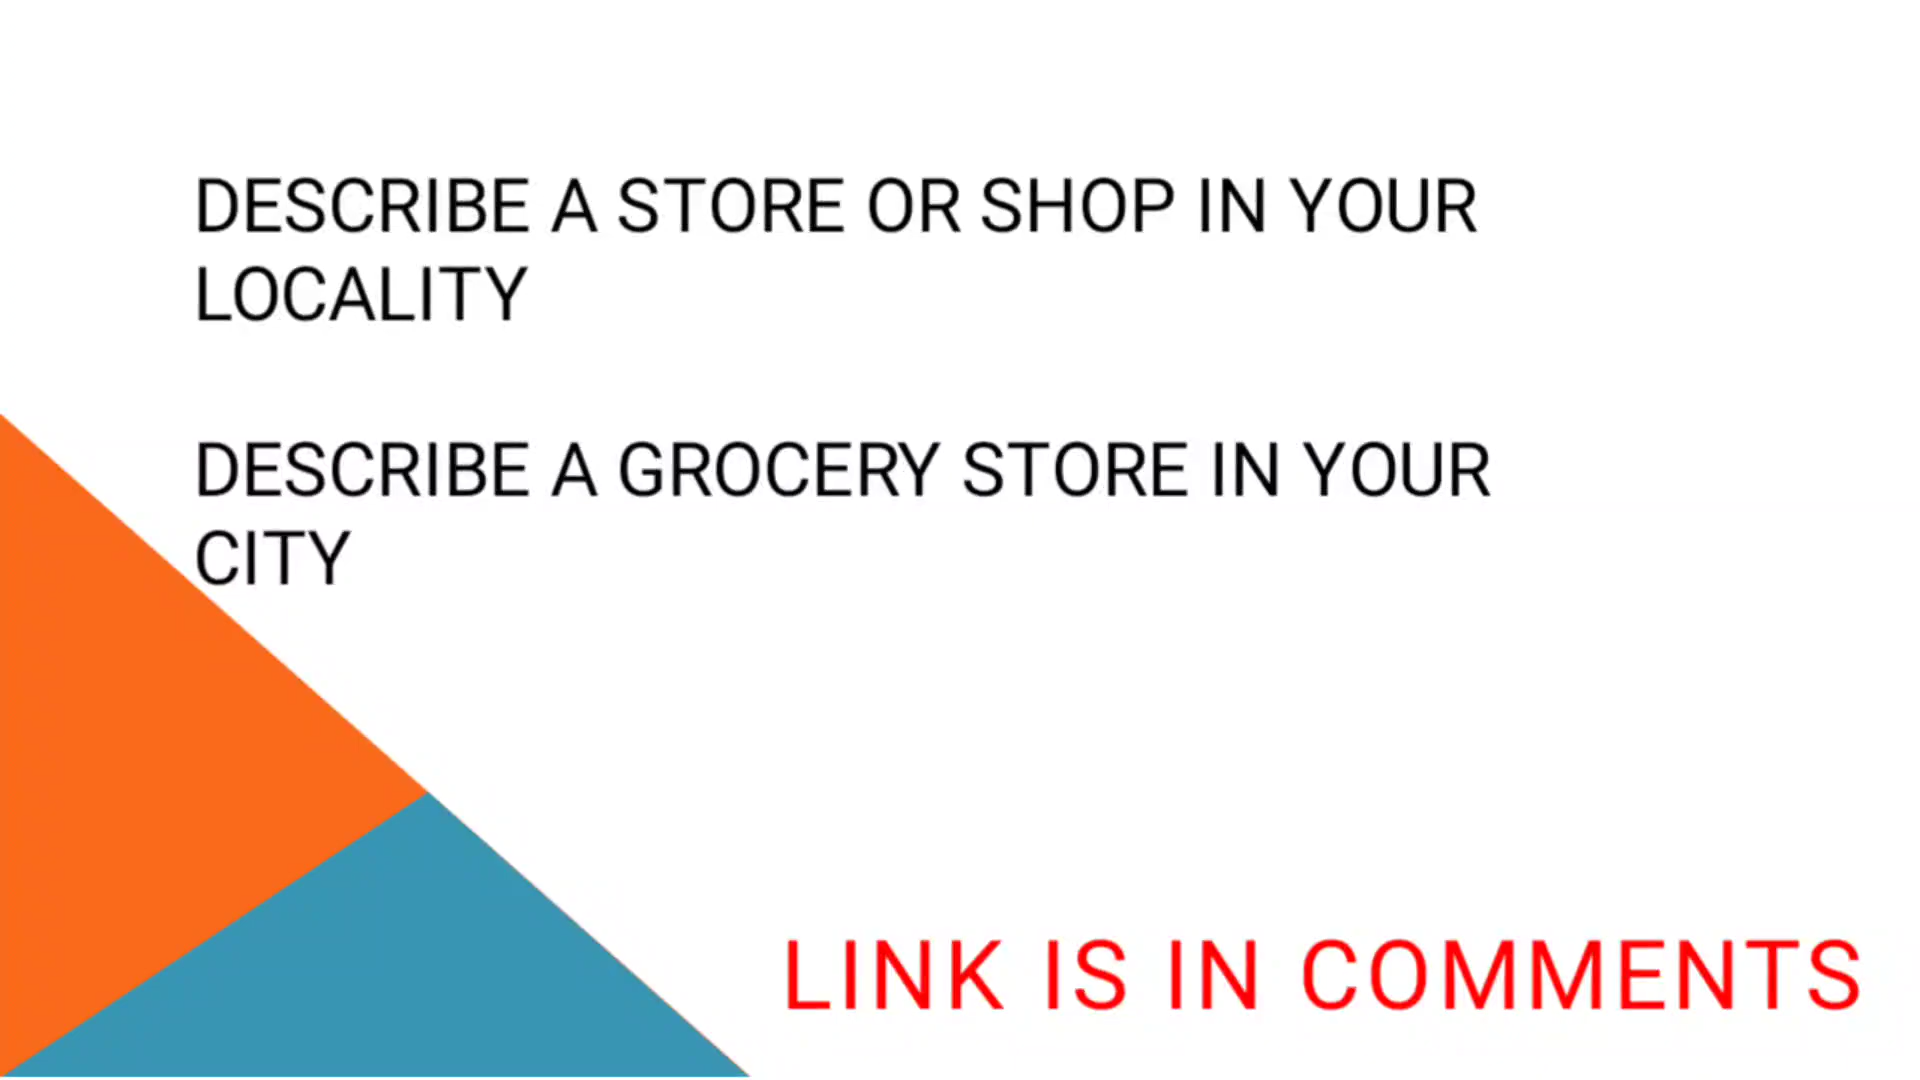 DESCRIBE A STORE OR SHOP IN YOUR
LOCALITY
DESCRIBE A GROCERY STORE IN YOUR
CITY
LINK IS IN COMMENTS